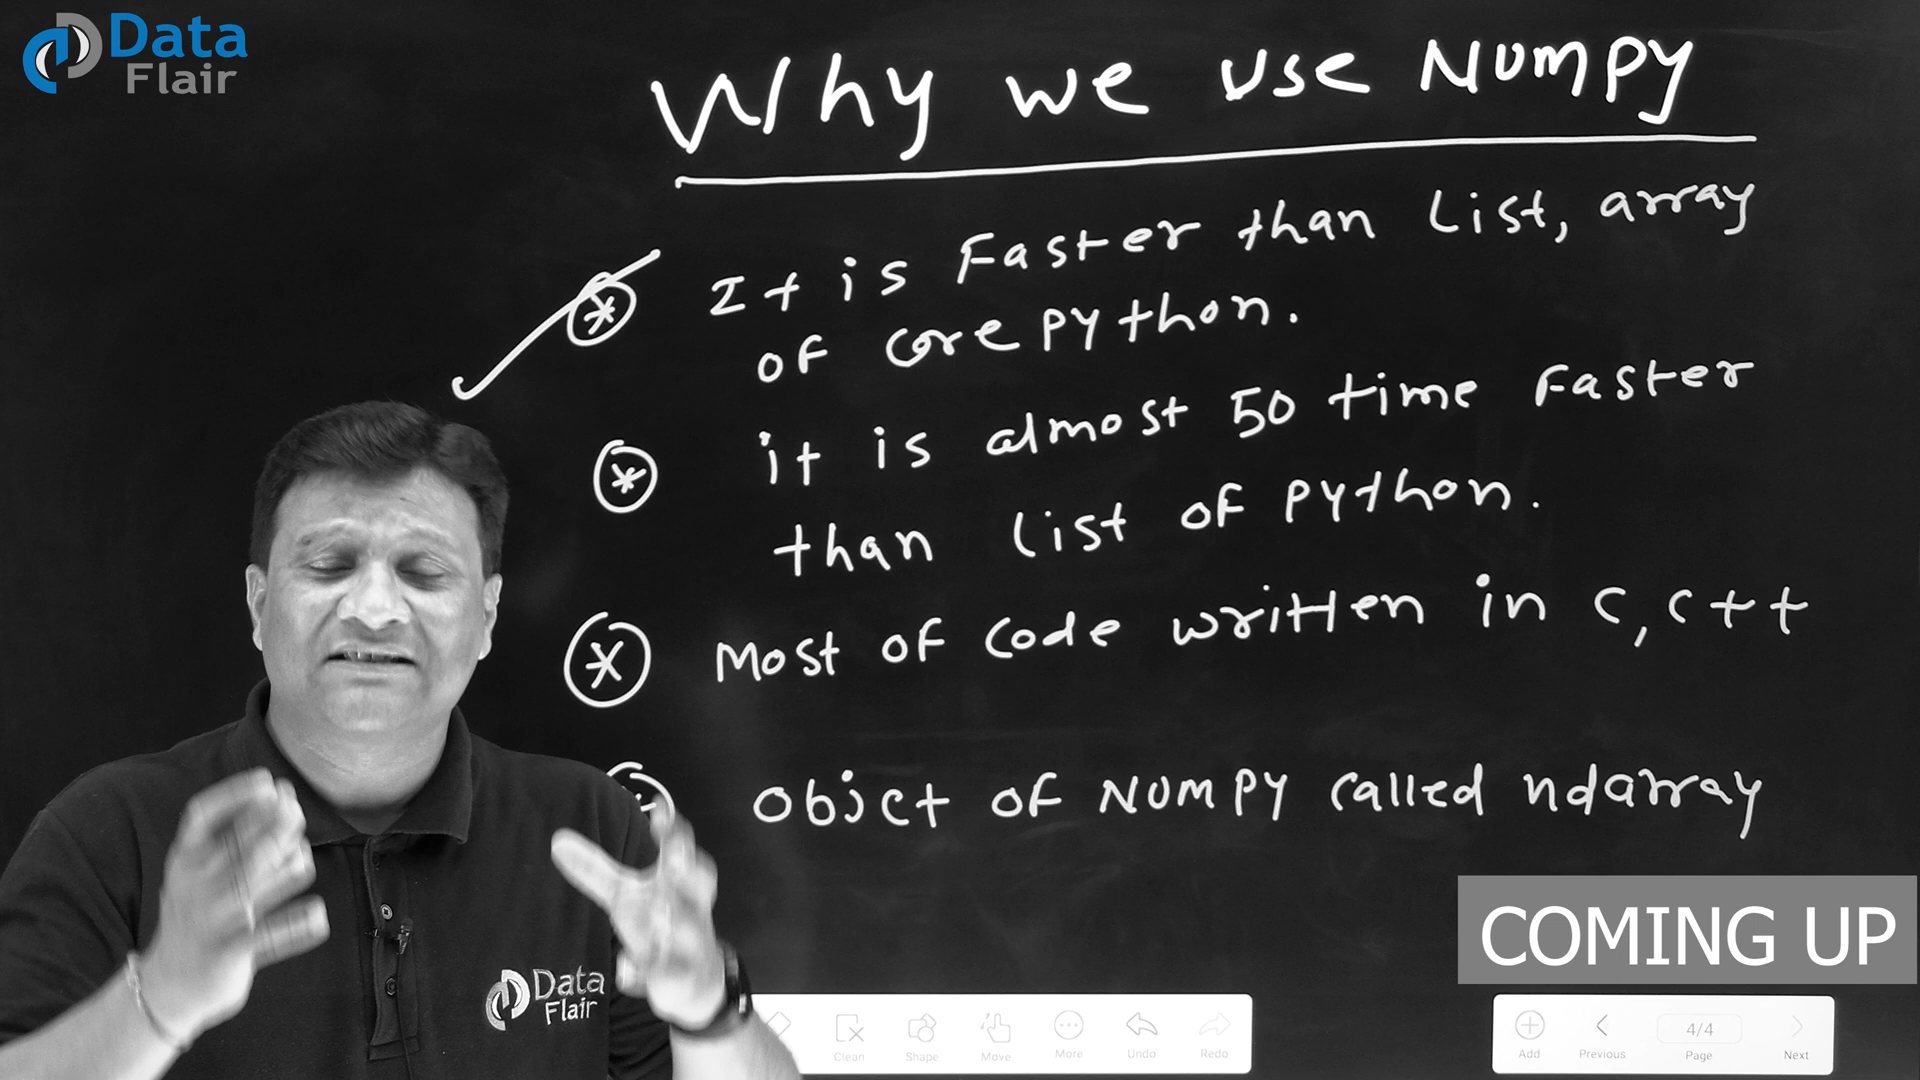 Data
Flair
Why we use Numpy
It is Faster than List, array
of core python.
it is almost 50 time Faster
than list of python.
Most of code written in C, C++
Objct of Numpy called ndarray
COMING UP
Data
Flair
Clean Shape Move More Undo Redo
Add Previous 4/4 Page Next